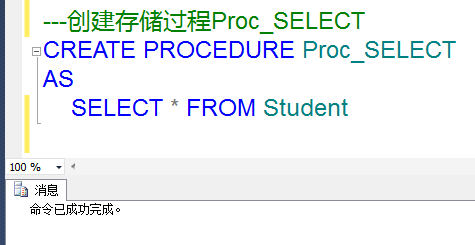 ---创建存储过程Proc_SELECT
CREATE PROCEDURE Proc_SELECT
AS
SELECT * FROM Student
100 %
消息
命令已成功完成。